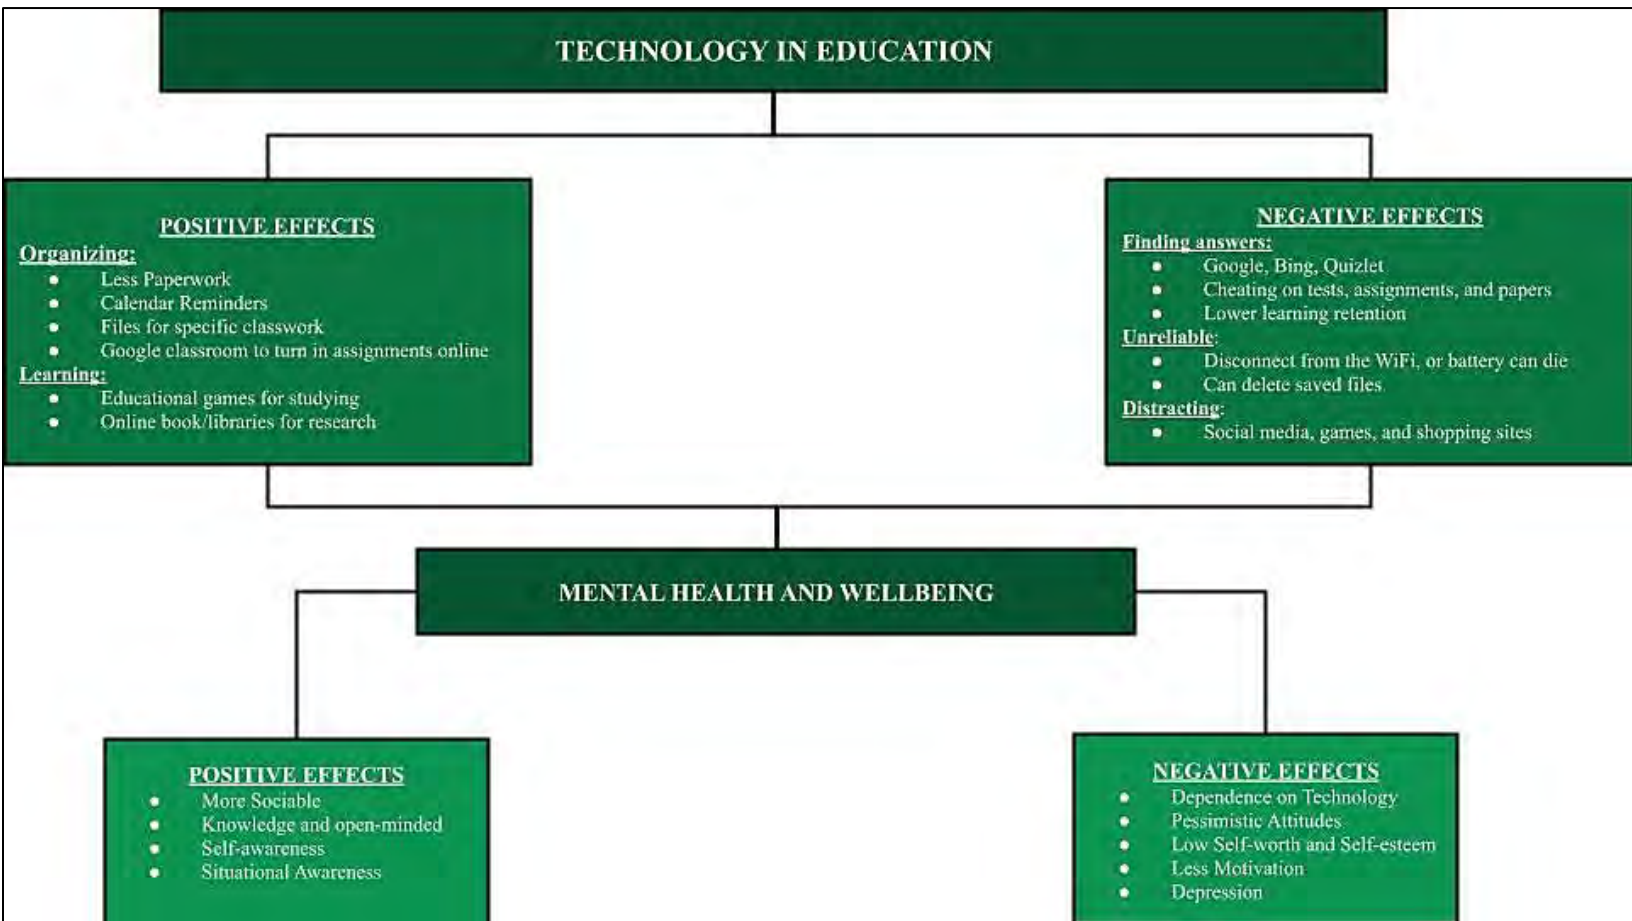 TECHNOLOGY IN EDUCATION
POSITIVE EFFECTS
Organizing:
● Less Paperwork
● Calendar Reminders
● Files for specific classwork
● Google classroom to turn in assignments online
Learning:
● Educational games for studying
● Online book/libraries for research
NEGATIVE EFFECTS
Finding answers:
● Google, Bing, Quizlet
● Cheating on tests, assignments, and papers
● Lower learning retention
Unreliable:
● Disconnect from the WiFi, or battery can die
● Can delete saved files
Distracting:
● Social media, games, and shopping sites
MENTAL HEALTH AND WELLBEING
POSITIVE EFFECTS
● More Sociable
● Knowledge and open-minded
● Self-awareness
● Situational Awareness
NEGATIVE EFFECTS
● Dependence on Technology
● Pessimistic Attitudes
● Low Self-worth and Self-esteem
● Less Motivation
● Depression